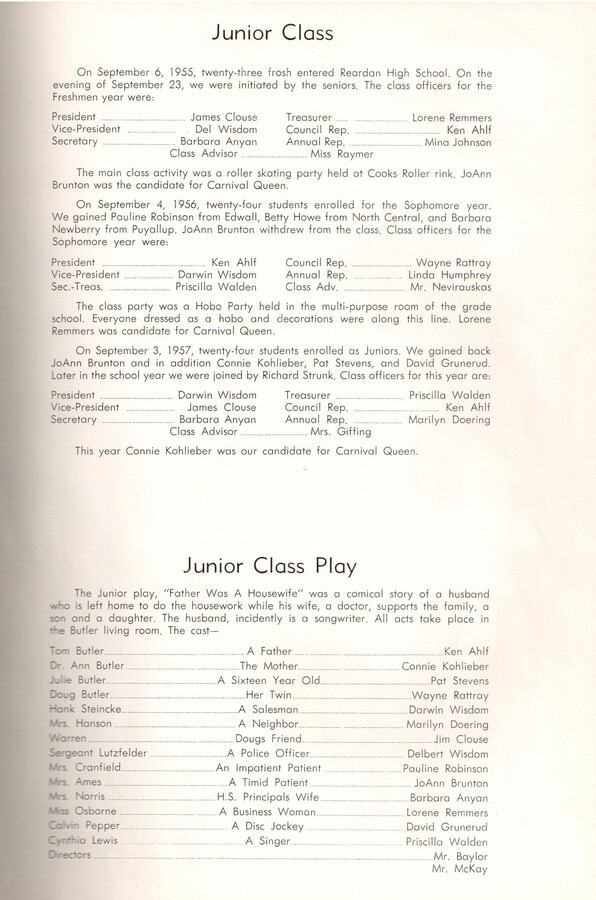 Junior Class
On September 6, 1955, twenty-three frosh entered Reardan High School. On the
evening of September 23, we were initiated by the seniors. The class officers for the
Freshmen year were:
President James Clouse Treasurer Lorene Remmers
Vice-President Del Wisdom Council Rep. Ken Ahlf
Secretary Barbara Anyan Annual Rep. Mina Johnson
Class Advisor Miss Raymer
The main class activity was a roller skating party held at Cooks Roller rink. JoAnn
Brunton was the candidate for Carnival Queen.
On September 4, 1956, twenty-four students enrolled for the Sophomore year.
We gained Pauline Robinson from Edwall, Betty Howe from North Central, and Barbara
Newberry from Puyallup. JoAnn Brunton withdrew from the class. Class officers for the
Sophomore year were:
President Ken Ahlf Council Rep. Wayne Rattray
Vice-President Darwin Wisdom Annual Rep. Linda Humphrey
Sec.-Treas. Priscilla Walden Class Adv. Mr. Nevirauskas
The class party was a Hobo Party held in the multi-purpose room of the grade
school. Everyone dressed as a hobo and decorations were along this line. Lorene
Remmers was candidate for Carnival Queen.
On September 3, 1957, twenty-four students enrolled as Juniors. We gained back
JoAnn Brunton and in addition Connie Kohlieber, Pat Stevens, and David Grunerud.
Later in the school year we were joined by Richard Strunk. Class officers for this year are:
President Darwin Wisdom Treasurer Priscilla Walden
Vice-President James Clouse Council Rep. Ken Ahlf
Secretary Barbara Anyan Annual Rep. Marilyn Doering
Class Advisor Mrs. Giffing
This year Connie Kohlieber was our candidate for Carnival Queen.
Junior Class Play
The Junior play, "Father Was A Housewife" was a comical story of a husband
who is left home to do the housework while his wife, a doctor, supports the family, a
son and a daughter. The husband, incidently is a songwriter. All acts take place in
the Butler living room. The cast—
Tom Butler A Father Ken Ahlf
Dr. Ann Butler The Mother Connie Kohlieber
Julie Butler A Sixteen Year Old Pat Stevens
Doug Butler Her Twin Wayne Rattray
Hank Steincke A Salesman Darwin Wisdom
Mrs. Hanson A Neighbor Marilyn Doering
Warren Dougs Friend Jim Clouse
Sergeant Lutzfelder A Police Officer Delbert Wisdom
Mrs. Cranfield An Impatient Patient Pauline Robinson
Mrs. Ames A Timid Patient JoAnn Brunton
Mrs. Norris H.S. Principals Wife Barbara Anyan
Miss Osborne A Business Woman Lorene Remmers
Calvin Pepper A Disc Jockey David Grunerud
Cynthia Lewis A Singer Priscilla Walden
Directors Mr. Baylor
Mr. McKay